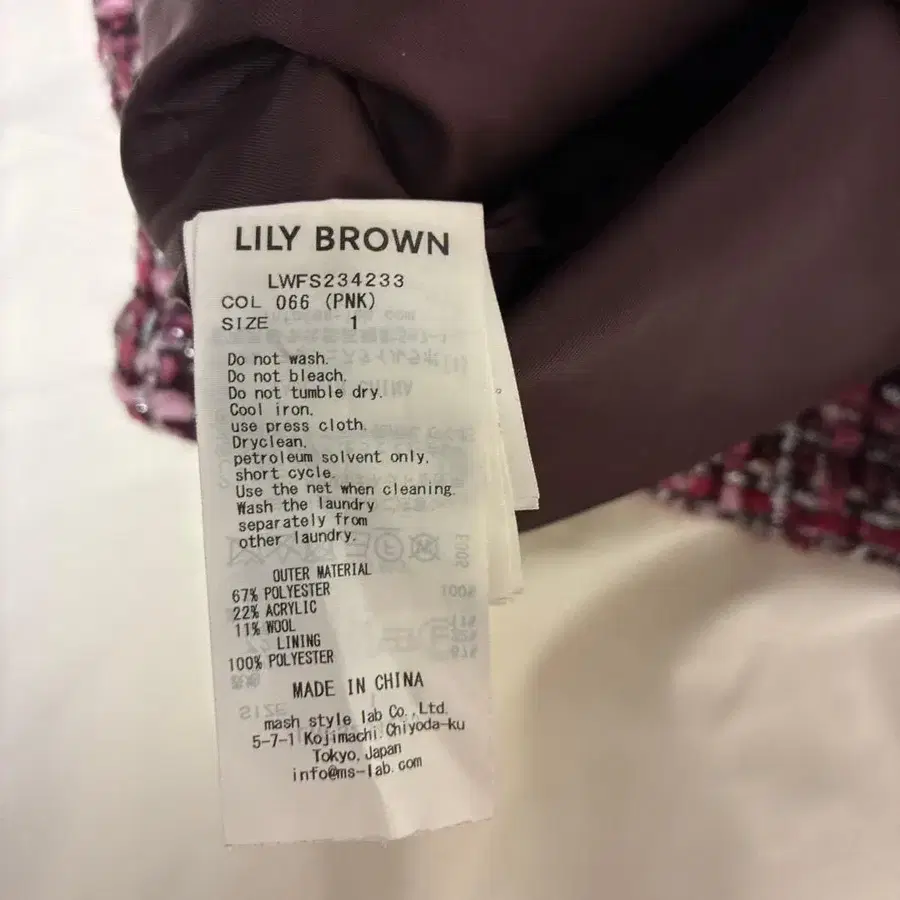 LILY BROWN
LWFS234233
COL 066 (PNK)
SIZE 1
Do not wash.
Do not bleach.
Do not tumble dry.
Cool iron.
use press cloth.
Dryclean,
petroleum solvent only,
short cycle.
Use the net when cleaning.
Wash the laundry
separately from
other laundry.
OUTER MATERIAL
67% POLYESTER
22% ACRYLIC
11% WOOL
LINING
100% POLYESTER
MADE IN CHINA
mash style lab Co.,Ltd.
5-7-1 Kojimachi.Chiyoda-ku
Tokyo,Japan
info@ms-lab.com